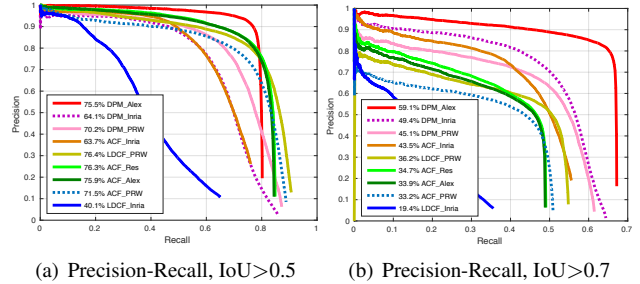 1
0.9
0.8
0.7
0.6
0.5
0.4
0.3
0.2
0.1
0
Precision
75.5% DPM_Alex
64.1% DPM_Inria
70.2% DPM_PRW
63.7% ACF_Inria
76.4% LDCF_PRW
76.3% ACF_Res
75.9% ACF_Alex
71.5% ACF_PRW
40.1% LDCF_Inria
0 0.2 0.4 0.6 0.8 1
Recall
(a) Precision-Recall, IoU>0.5
1
0.9
0.8
0.7
0.6
0.5
0.4
0.3
0.2
0.1
0
Precision
59.1% DPM_Alex
49.4% DPM_Inria
45.1% DPM_PRW
43.5% ACF_Inria
36.2% LDCF_PRW
34.7% ACF_Res
33.9% ACF_Alex
33.2% ACF_PRW
19.4% LDCF_Inria
0 0.1 0.2 0.3 0.4 0.5 0.6 0.7
Recall
(b) Precision-Recall, IoU>0.7